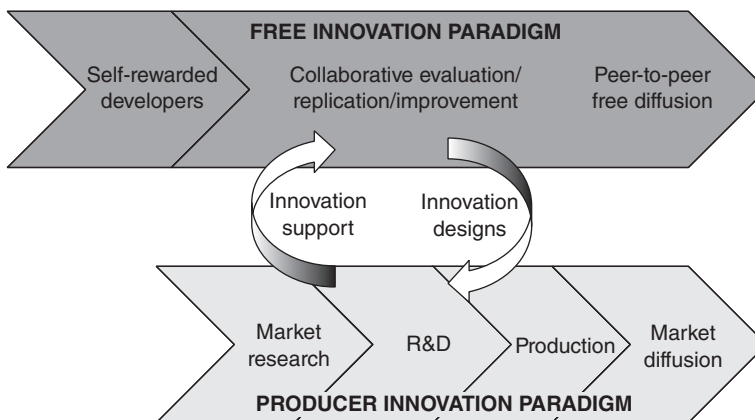 FREE INNOVATION PARADIGM
Self-rewarded
developers
Collaborative evaluation/
replication/improvement
Peer-to-peer
free diffusion
Innovation
support
Innovation
designs
Market
research
R&D
Production
Market
diffusion
PRODUCER INNOVATION PARADIGM